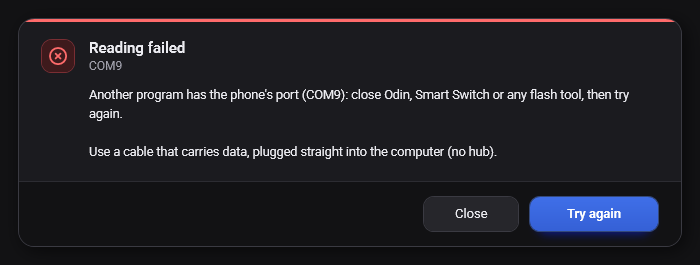 Reading failed
COM9
Another program has the phone's port (COM9): close Odin, Smart Switch or any flash tool, then try
again.
Use a cable that carries data, plugged straight into the computer (no hub).
Close
Try again